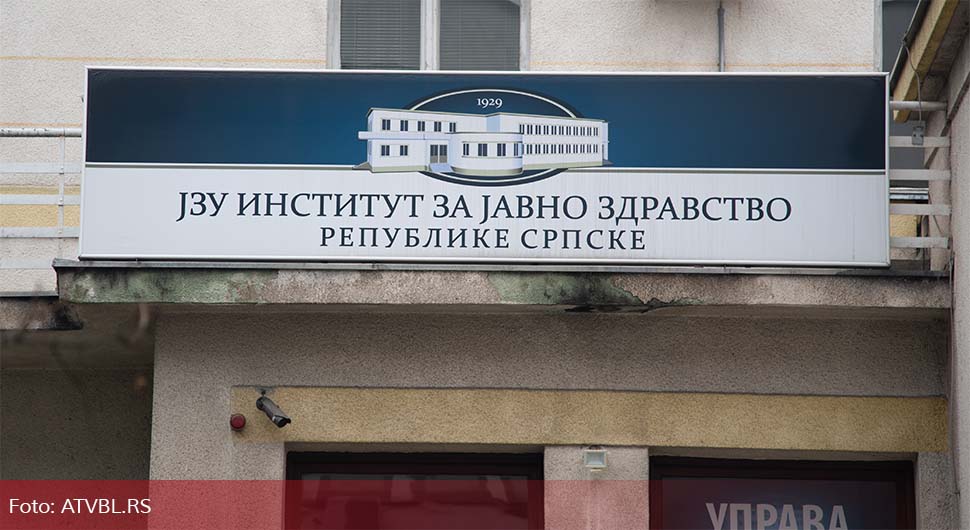 1929
ЈЗУ ИНСТИТУТ ЗА ЈАВНО ЗДРАВСТВО
РЕПУБЛИКЕ СРПСКЕ
УПРАВА
Foto: ATVBL.RS